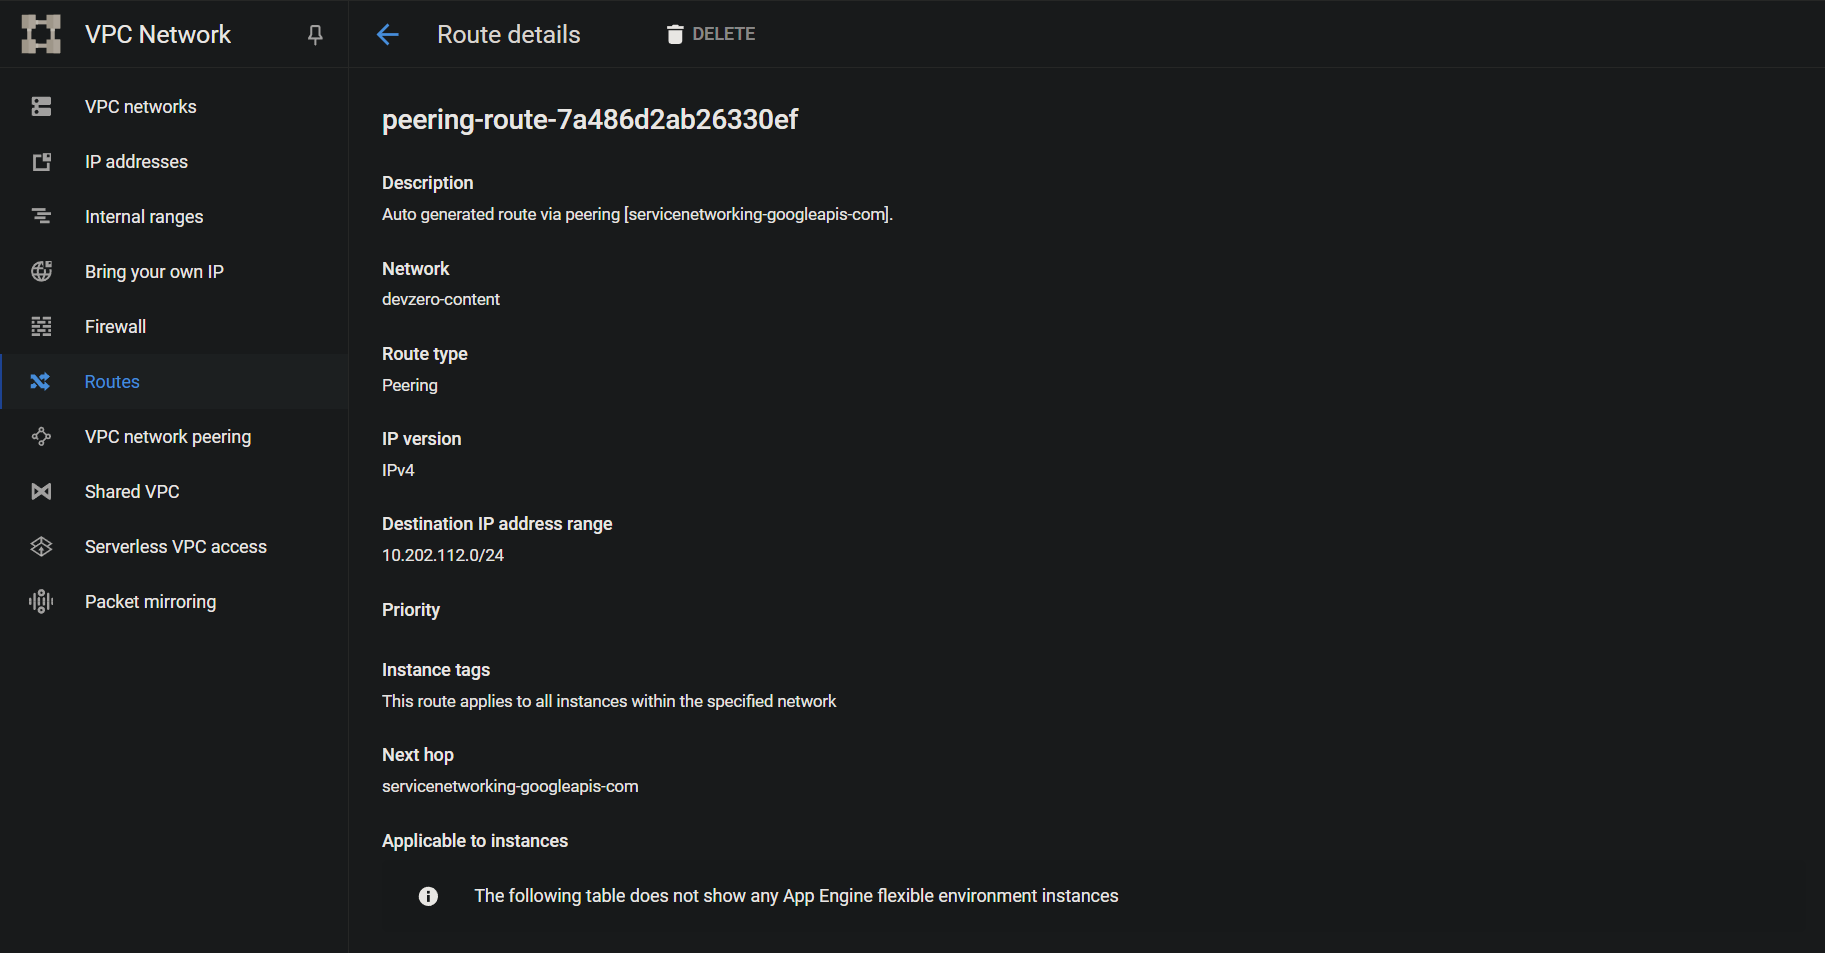 VPC Network
Route details
DELETE
VPC networks
IP addresses
Internal ranges
Bring your own IP
Firewall
Routes
VPC network peering
Shared VPC
Serverless VPC access
Packet mirroring
peering-route-7a486d2ab26330ef
Description
Auto generated route via peering [servicenetworking-googleapis-com].
Network
devzero-content
Route type
Peering
IP version
IPv4
Destination IP address range
10.202.112.0/24
Priority
Instance tags
This route applies to all instances within the specified network
Next hop
servicenetworking-googleapis-com
Applicable to instances
The following table does not show any App Engine flexible environment instances